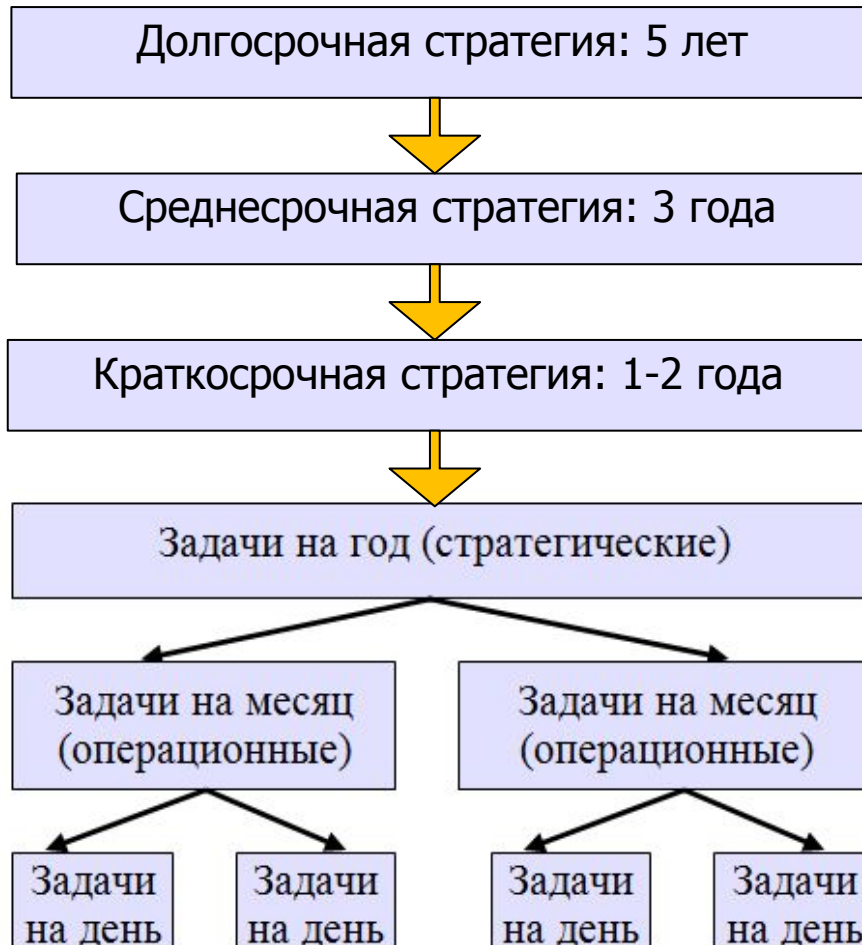 Долгосрочная стратегия: 5 лет
Среднесрочная стратегия: 3 года
Краткосрочная стратегия: 1-2 года
Задачи на год (стратегические)
Задачи на месяц
(операционные)
Задачи на месяц
(операционные)
Задачи
на день
Задачи
на день
Задачи
на день
Задачи
на день